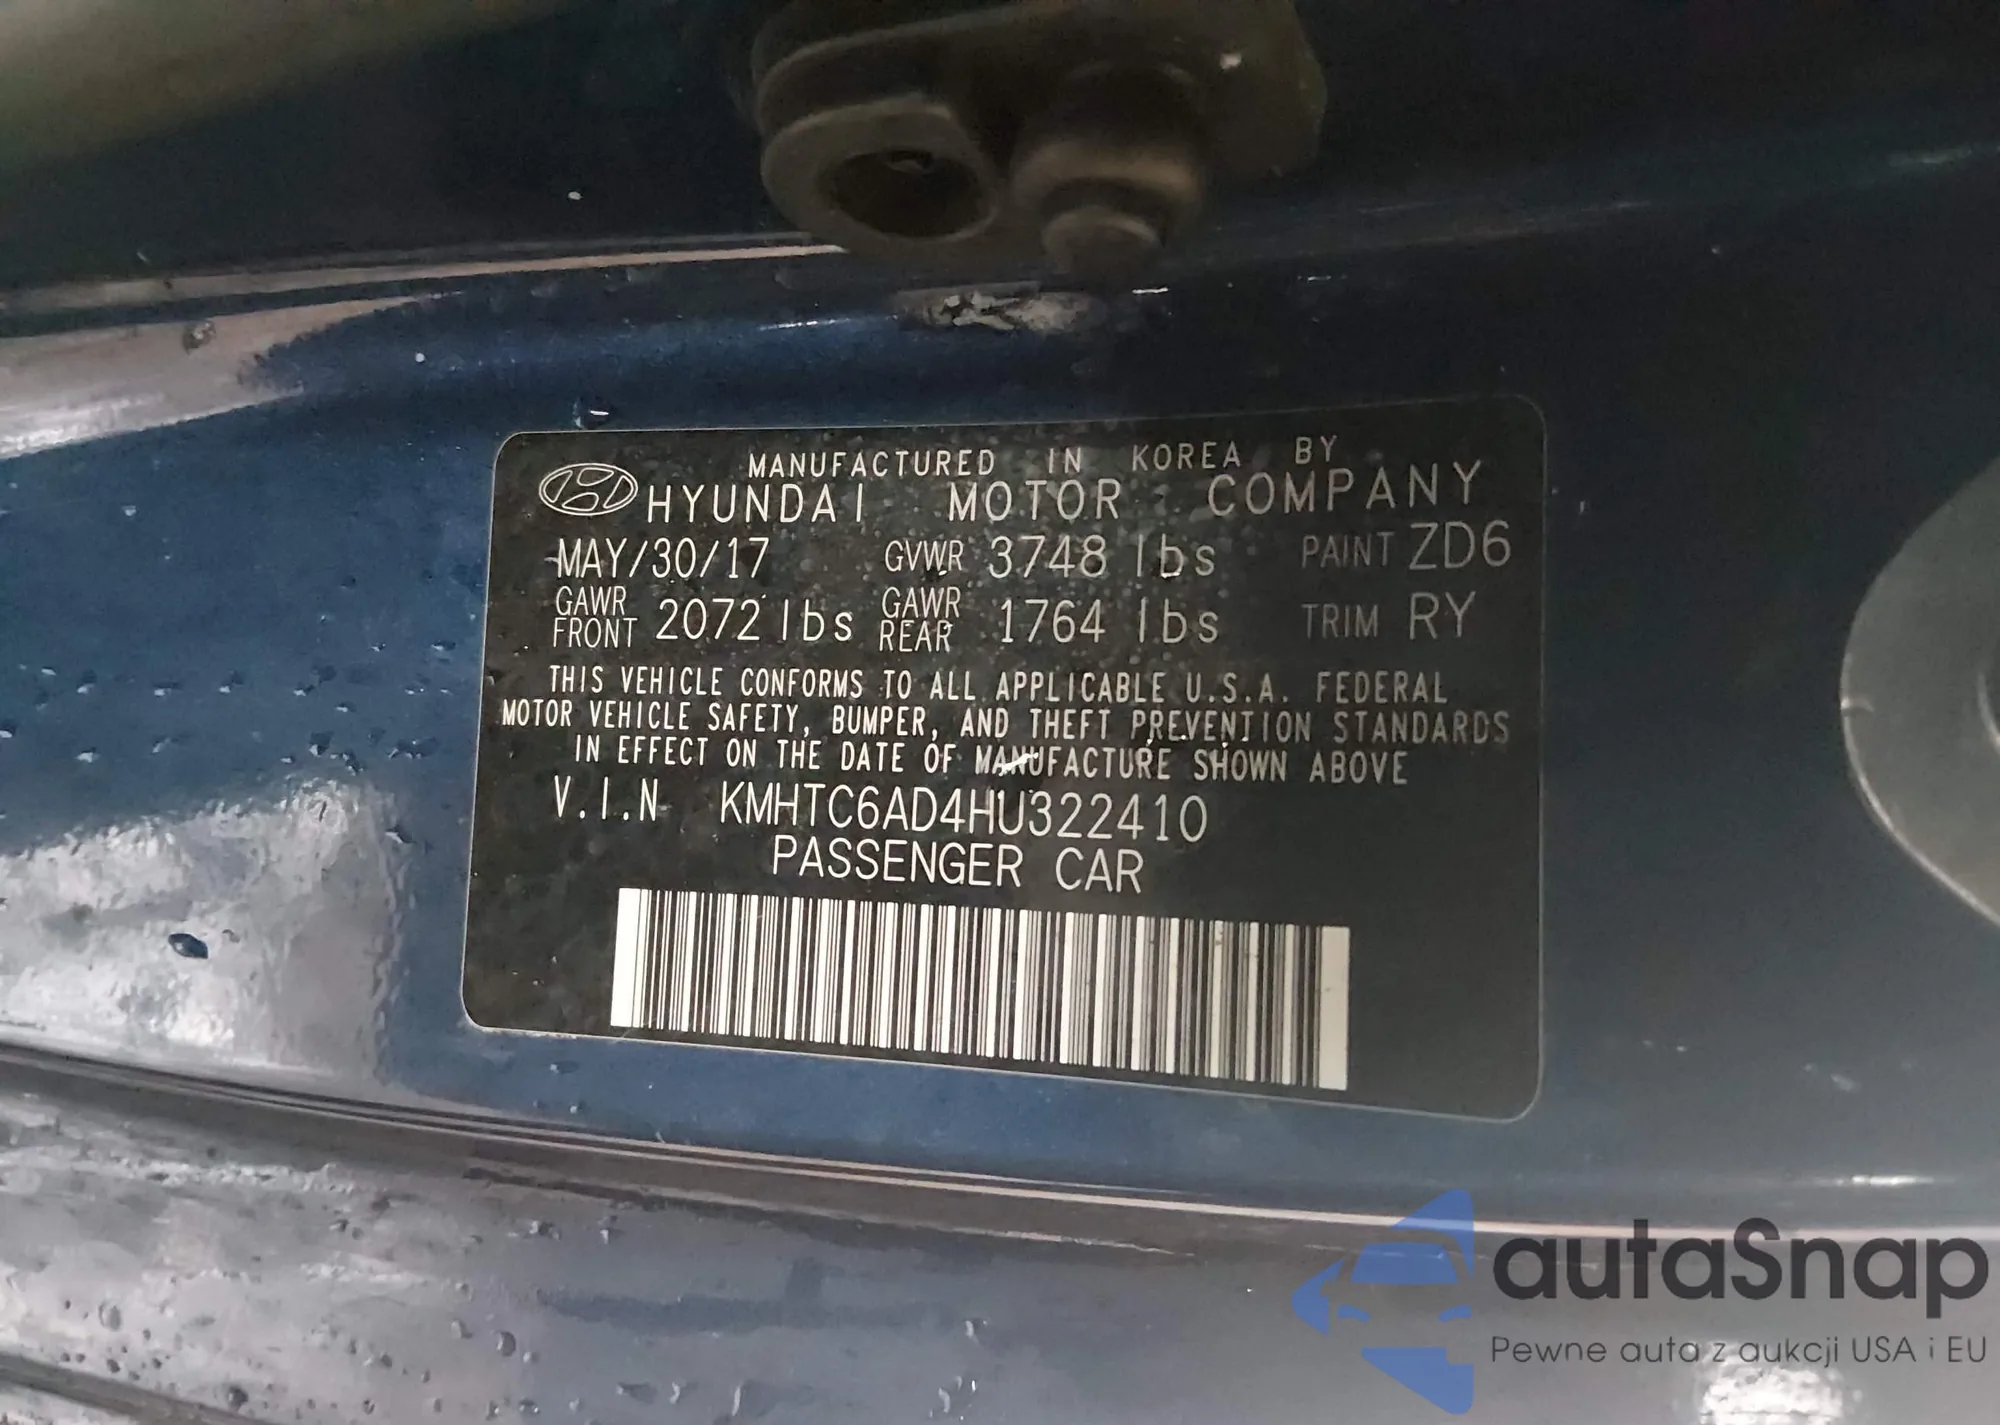 MANUFACTURED IN KOREA BY
HYUNDAI MOTOR COMPANY
MAY/30/17 GVWR 3748 lbs PAINT ZD6
GAWR FRONT 2072 lbs GAWR REAR 1764 lbs TRIM RY
THIS VEHICLE CONFORMS TO ALL APPLICABLE U.S.A. FEDERAL
MOTOR VEHICLE SAFETY, BUMPER, AND THEFT PREVENTION STANDARDS
IN EFFECT ON THE DATE OF MANUFACTURE SHOWN ABOVE
V.I.N KMHTC6AD4HU322410
PASSENGER CAR
autaSnap
Pewne auta z aukcji USA i EU